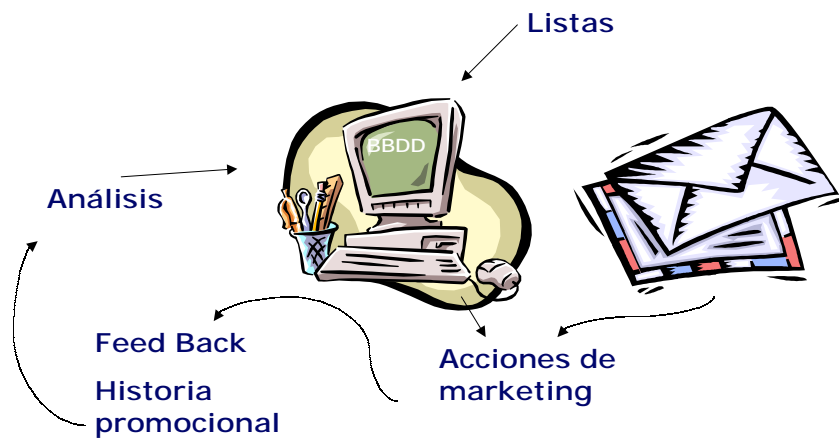 Listas
BBDD
Análisis
Feed Back
Historia
promocional
Acciones de
marketing